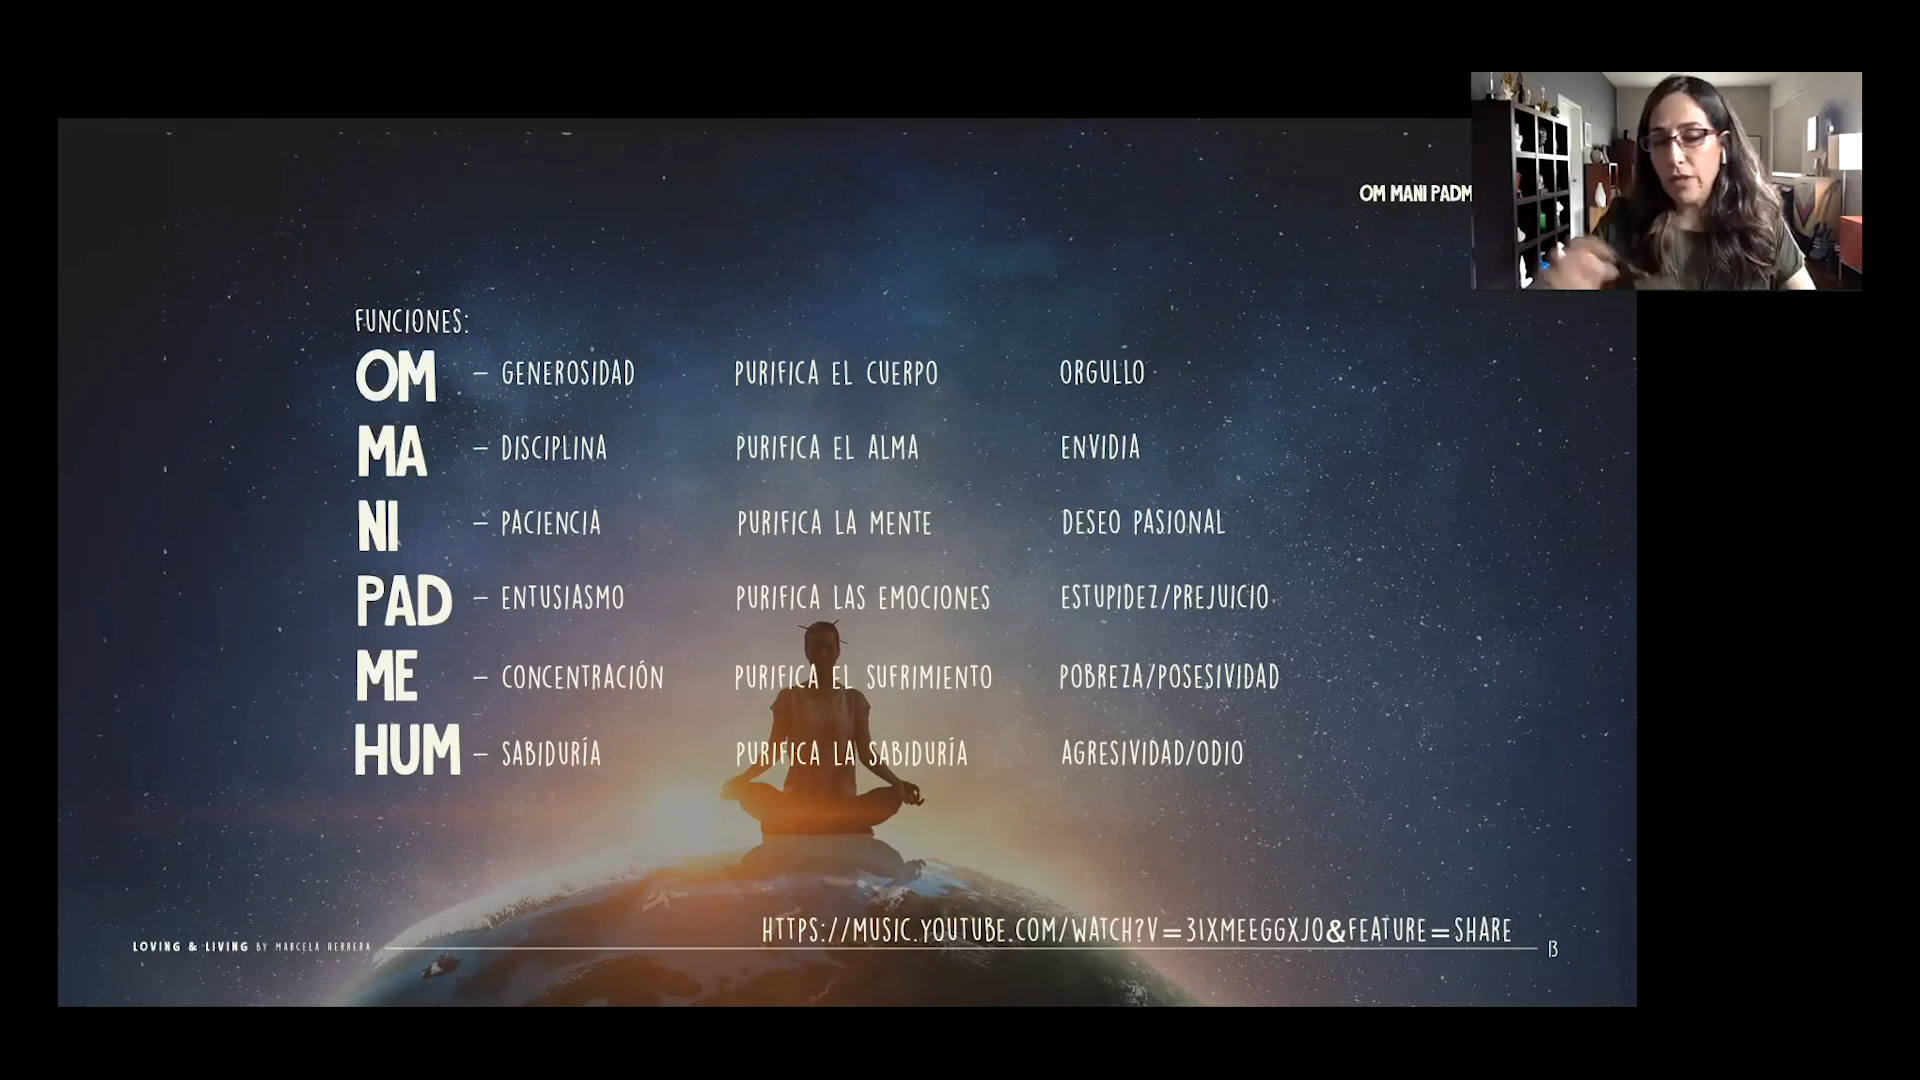 OM MANI PADM
FUNCIONES:
OM – GENEROSIDAD PURIFICA EL CUERPO ORGULLO
MA – DISCIPLINA PURIFICA EL ALMA ENVIDIA
NI – PACIENCIA PURIFICA LA MENTE DESEO PASIONAL
PAD – ENTUSIASMO PURIFICA LAS EMOCIONES ESTUPIDEZ/PREJUICIO
ME – CONCENTRACIÓN PURIFICA EL SUFRIMIENTO POBREZA/POSESIVIDAD
HUM – SABIDURÍA PURIFICA LA SABIDURÍA AGRESIVIDAD/ODIO
HTTPS://MUSIC.YOUTUBE.COM/WATCH?V=31XMEEGGXJO&FEATURE=SHARE
LOVING & LIVING BY MARCELA HERRERA
13